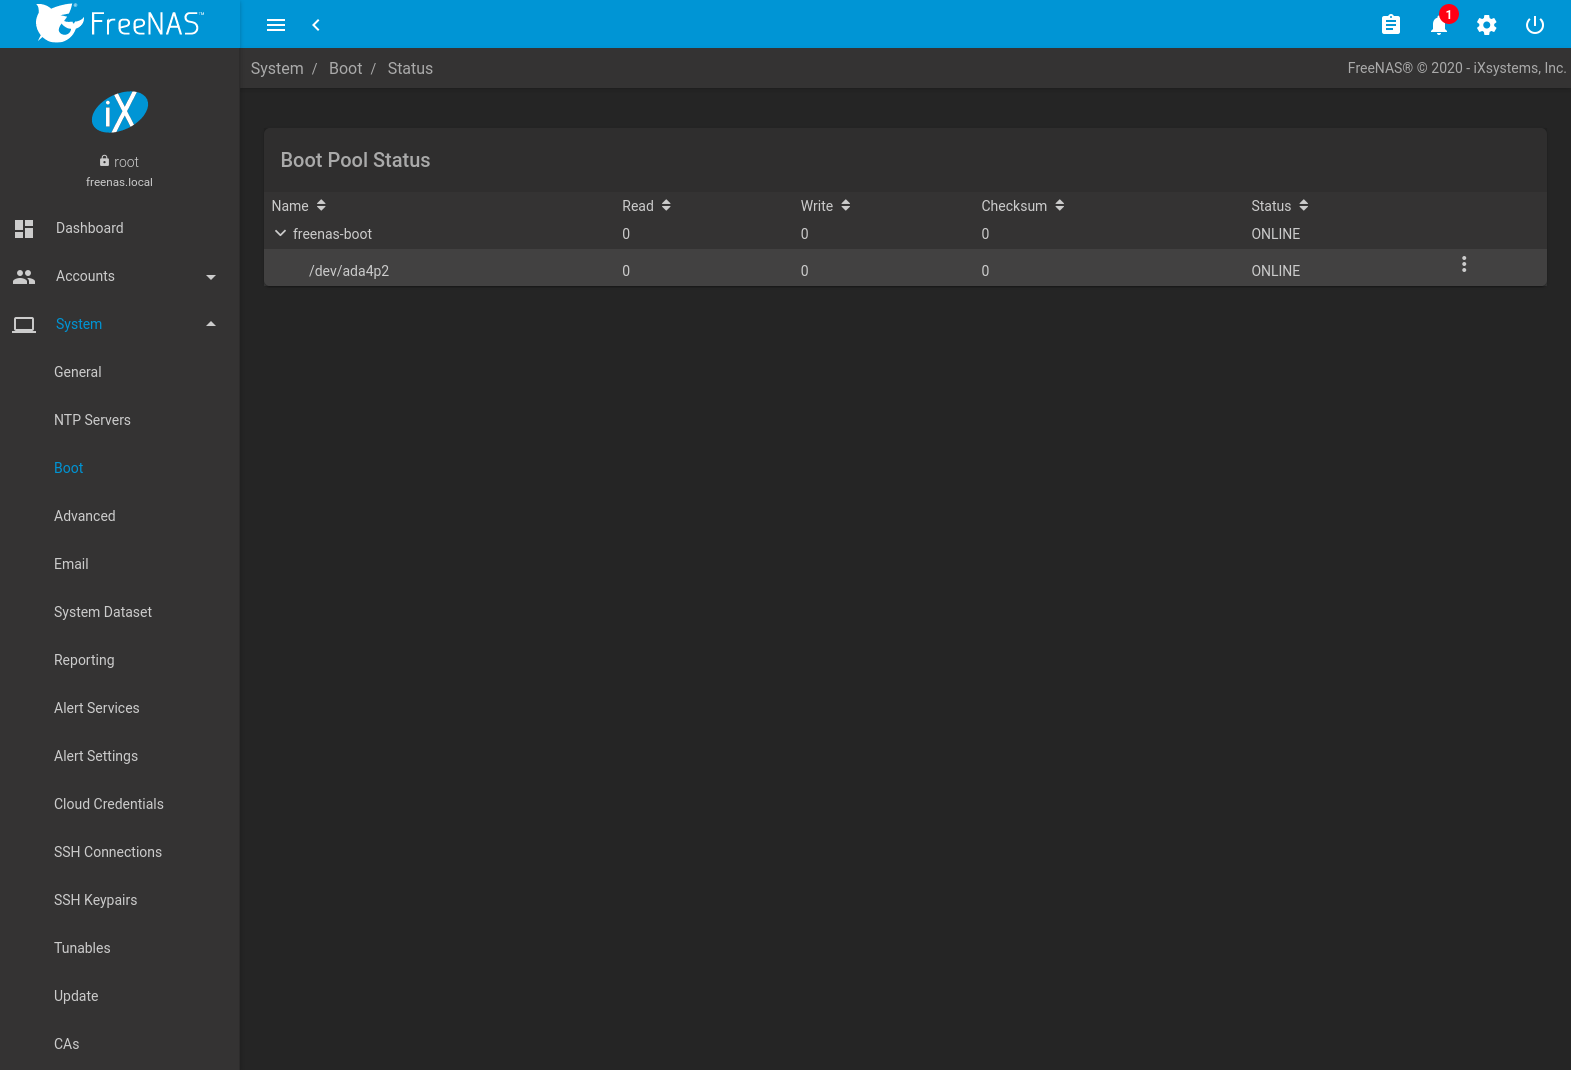 FreeNAS™
1
System / Boot / Status
FreeNAS® © 2020 - iXsystems, Inc.
iX
root
freenas.local
Dashboard
Accounts
System
General
NTP Servers
Boot
Advanced
Email
System Dataset
Reporting
Alert Services
Alert Settings
Cloud Credentials
SSH Connections
SSH Keypairs
Tunables
Update
CAs
Boot Pool Status
Name Read Write Checksum Status
freenas-boot 0 0 0 ONLINE
/dev/ada4p2 0 0 0 ONLINE